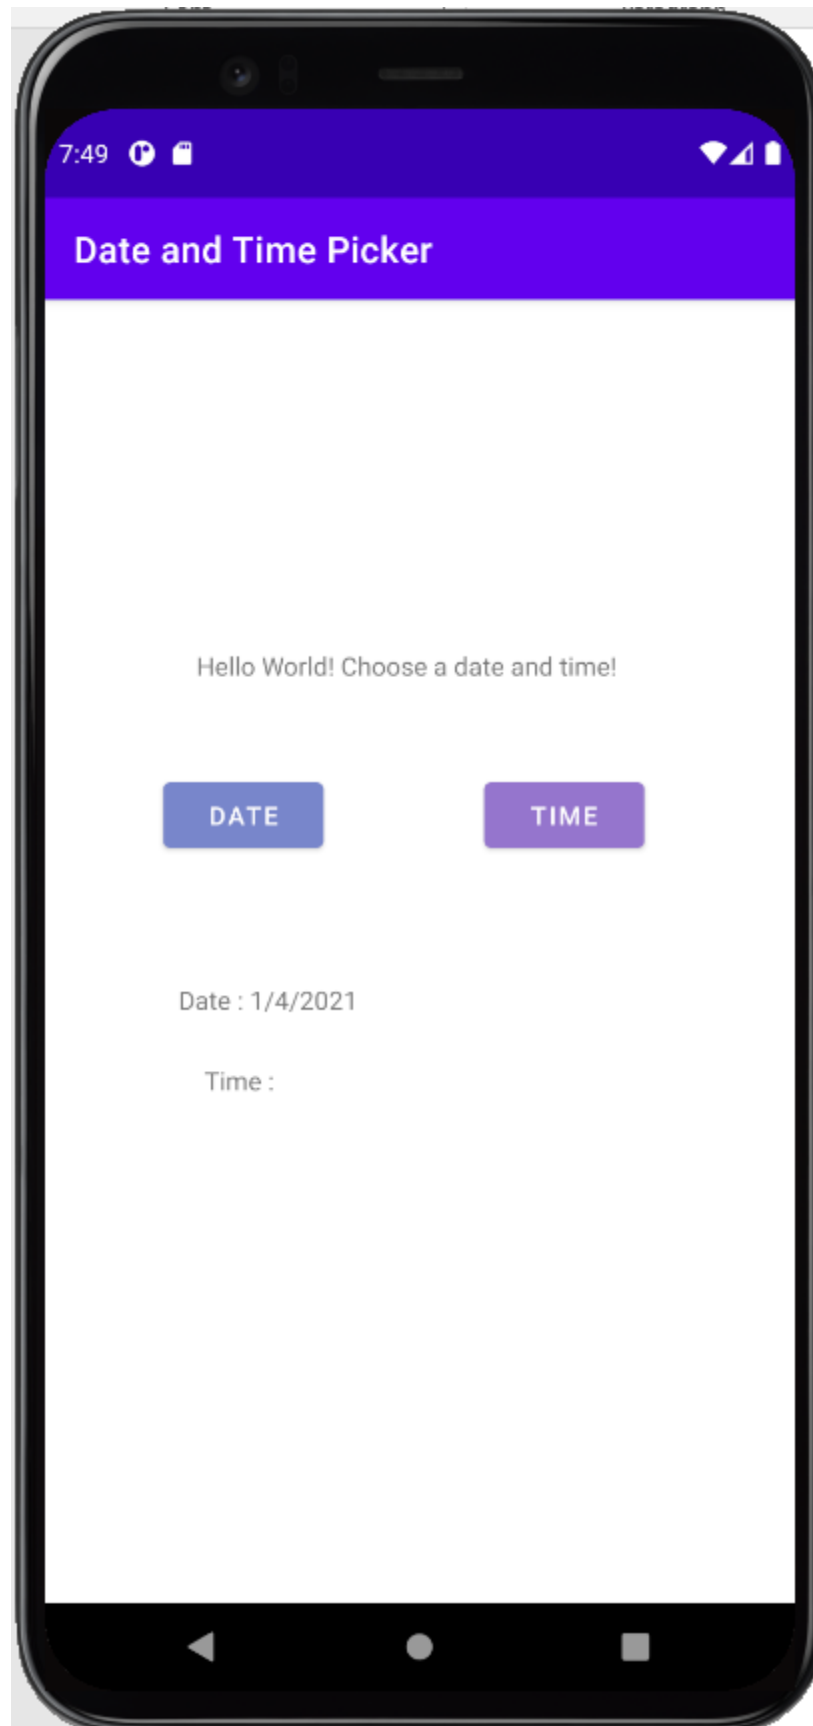 7:49
Date and Time Picker
Hello World! Choose a date and time!
DATE TIME
Date : 1/4/2021
Time :